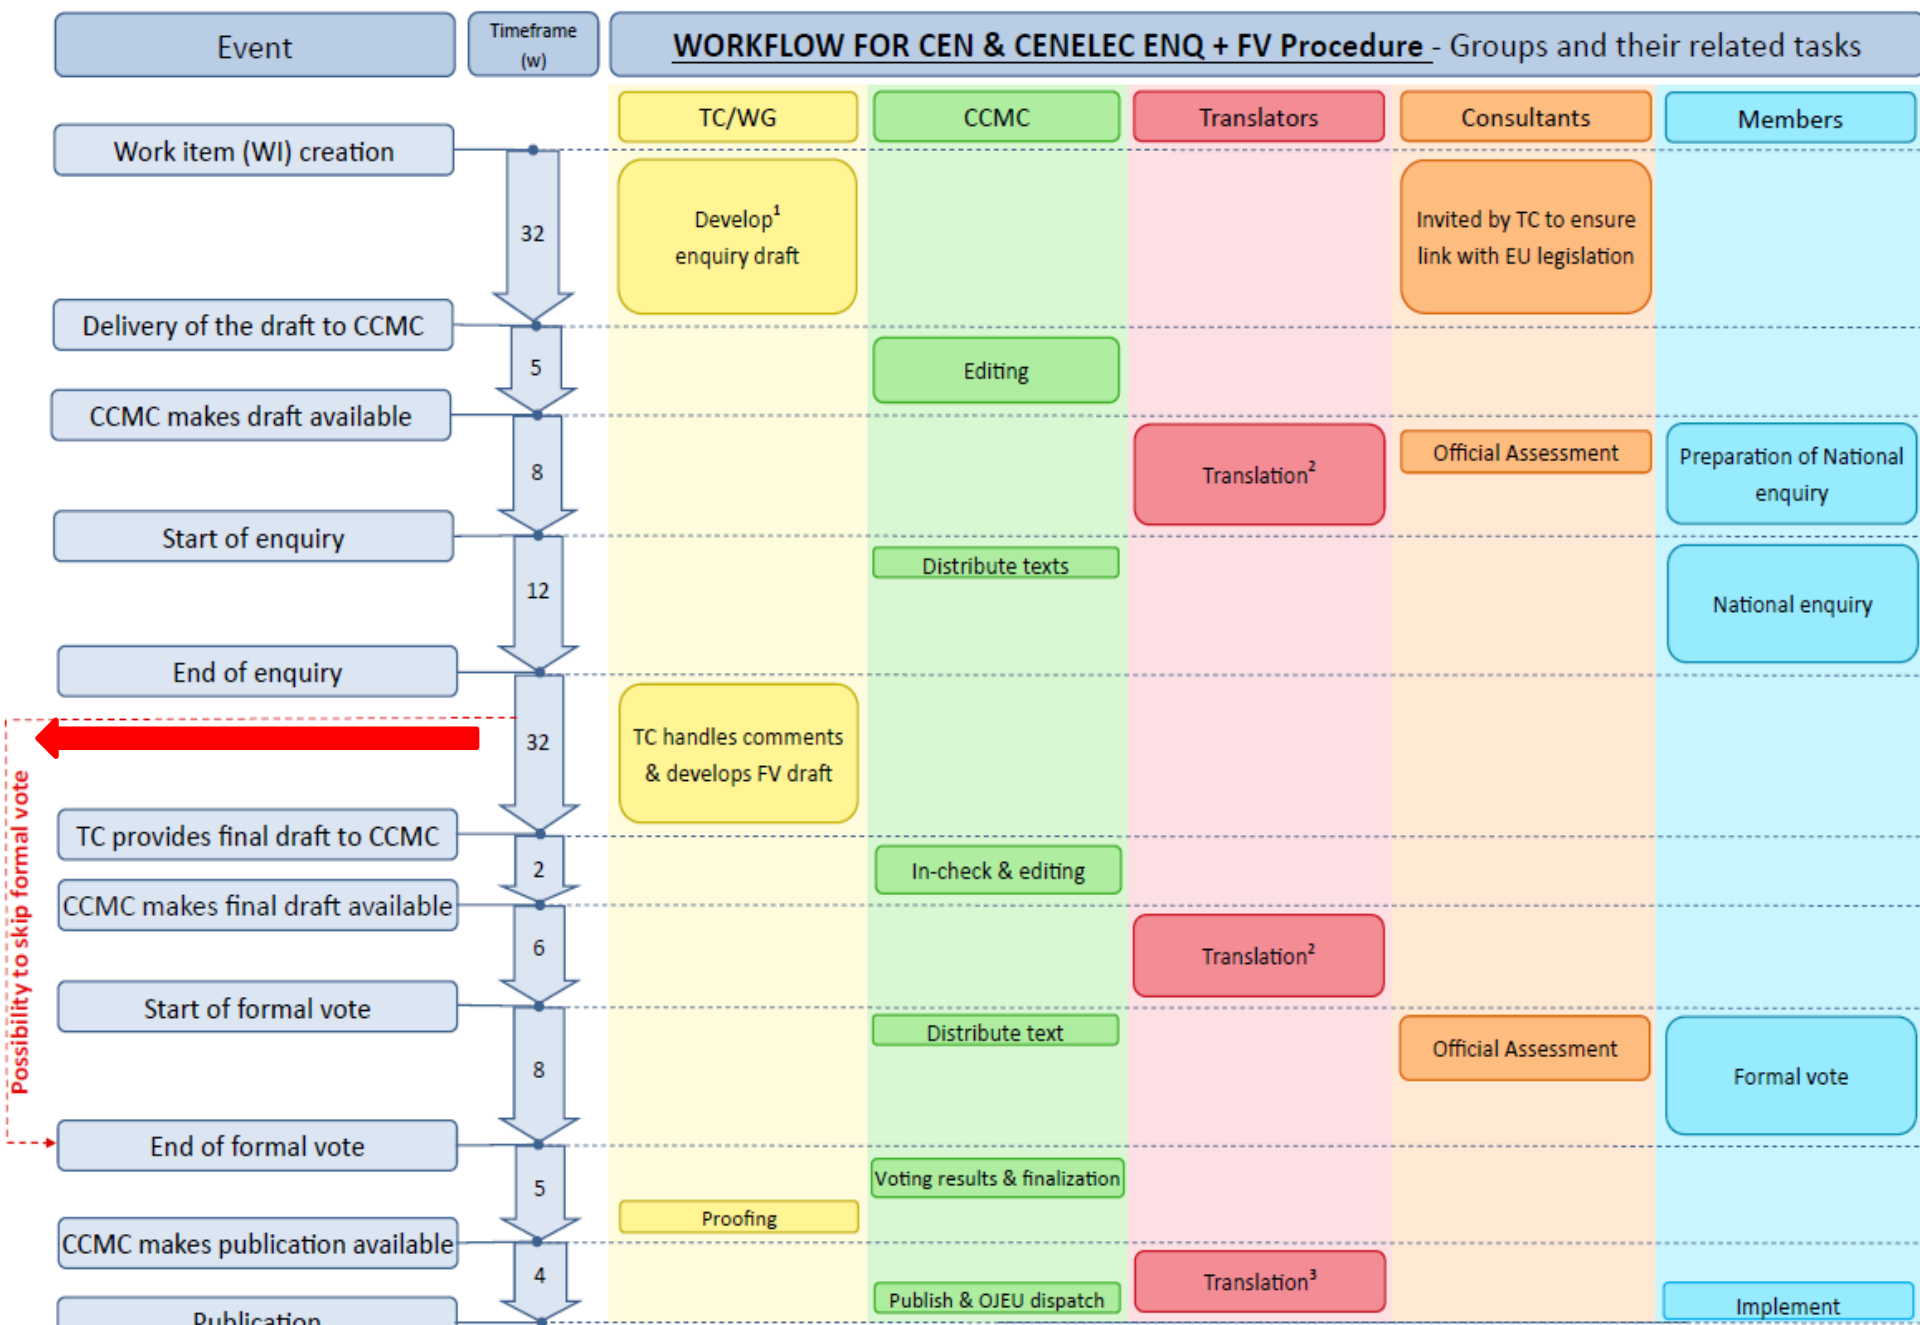 Event
Timeframe
(w)
WORKFLOW FOR CEN & CENELEC ENQ + FV Procedure - Groups and their related tasks
TC/WG
CCMC
Translators
Consultants
Members
Work item (WI) creation
32
Develop¹
enquiry draft
Invited by TC to ensure
link with EU legislation
Delivery of the draft to CCMC
5
Editing
CCMC makes draft available
8
Translation²
Official Assessment
Preparation of National
enquiry
Start of enquiry
12
Distribute texts
National enquiry
End of enquiry
32
TC handles comments
& develops FV draft
Possibility to skip formal vote
TC provides final draft to CCMC
2
In-check & editing
CCMC makes final draft available
6
Translation²
Start of formal vote
8
Distribute text
Official Assessment
Formal vote
End of formal vote
5
Voting results & finalization
Proofing
CCMC makes publication available
4
Translation³
Publish & OJEU dispatch
Implement
Publication